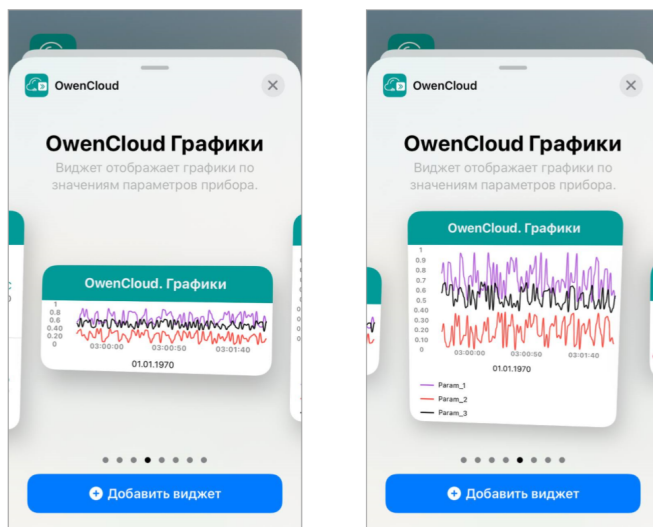 OwenCloud
OwenCloud Графики
Виджет отображает графики по
значениям параметров прибора.
OwenCloud. Графики
1
0.8
0.6
0.40
0.20
0
03:00:00 03:00:50 03:01:40
01.01.1970
Добавить виджет
OwenCloud
OwenCloud Графики
Виджет отображает графики по
значениям параметров прибора.
OwenCloud. Графики
1
0.9
0.8
0.7
0.6
0.5
0.40
0.30
0.20
0.10
0
03:00:00 03:00:50 03:01:40
01.01.1970
Param_1
Param_2
Param_3
Добавить виджет